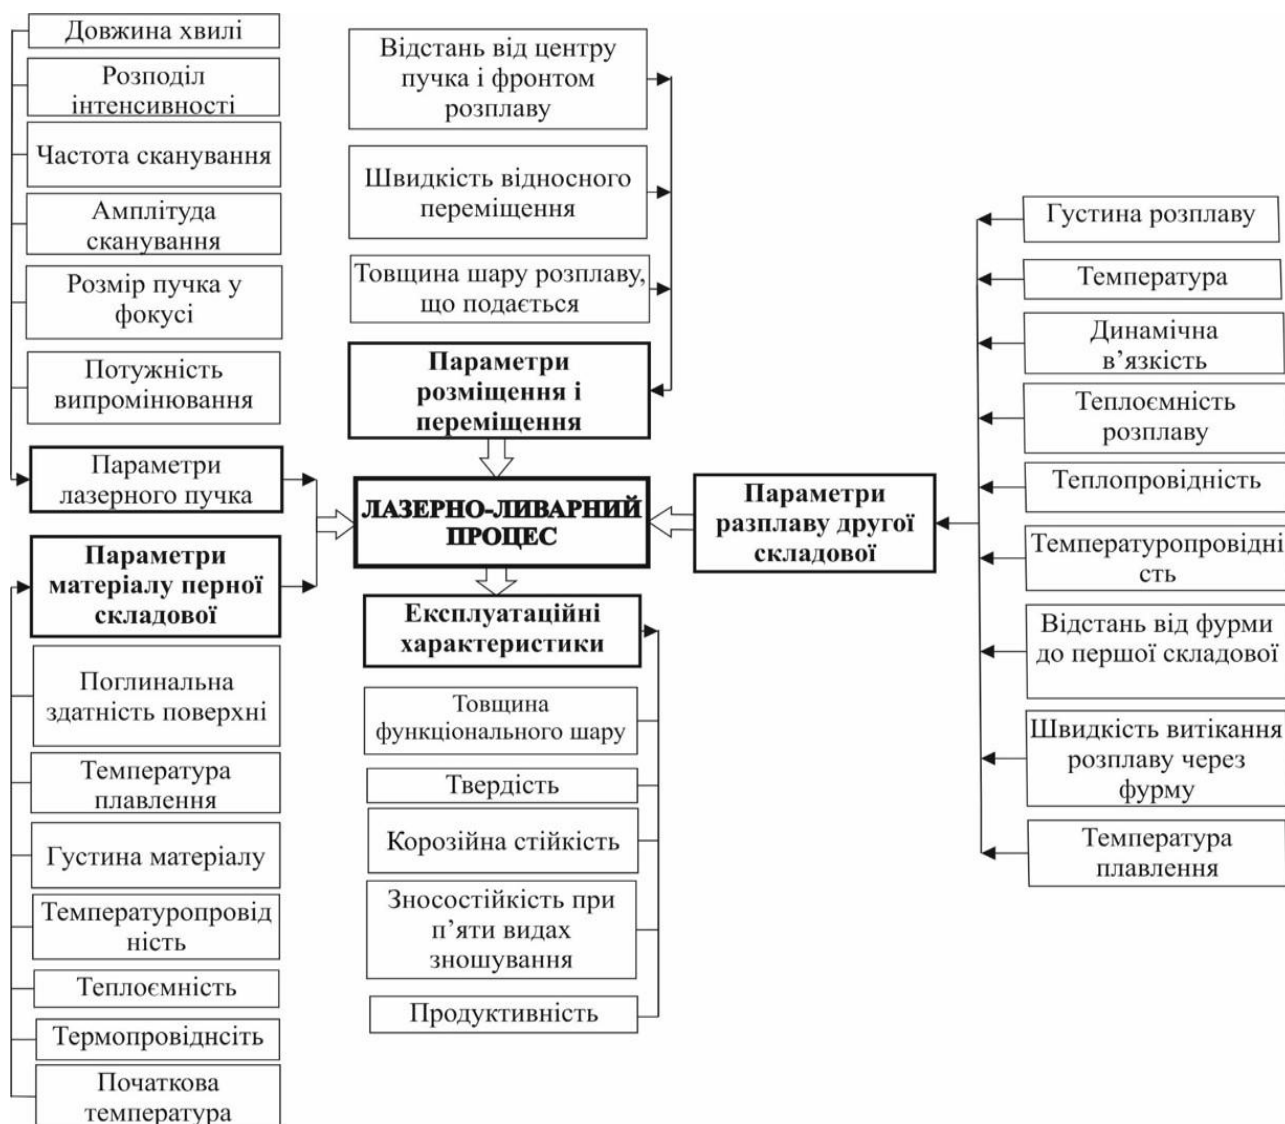 Довжина хвилі
Розподіл
інтенсивності
Частота сканування
Амплітуда
сканування
Розмір пучка у
фокусі
Потужність
випромінювання
Параметри
лазерного пучка
Параметри
матеріалу перної
складової
Поглинальна
здатність поверхні
Температура
плавлення
Густина матеріалу
Температуропровід
ність
Теплоємність
Термопровіднсіть
Початкова
температура
Відстань від центру
пучка і фронтом
розплаву
Швидкість відносного
переміщення
Товщина шару розплаву,
що подається
Параметри
розміщення і
переміщення
ЛАЗЕРНО-ЛИВАРНИЙ
ПРОЦЕС
Експлуатаційні
характеристики
Товщина
функціонального шару
Твердість
Корозійна стійкість
Зносостійкість при
п’яти видах
зношування
Продуктивність
Параметри
разплаву другої
складової
Густина розплаву
Температура
Динамічна
в’язкість
Теплоємність
розплаву
Теплопровідність
Температуропровідні
сть
Відстань від фурми
до першої складової
Швидкість витікання
розплаву через
фурму
Температура
плавлення